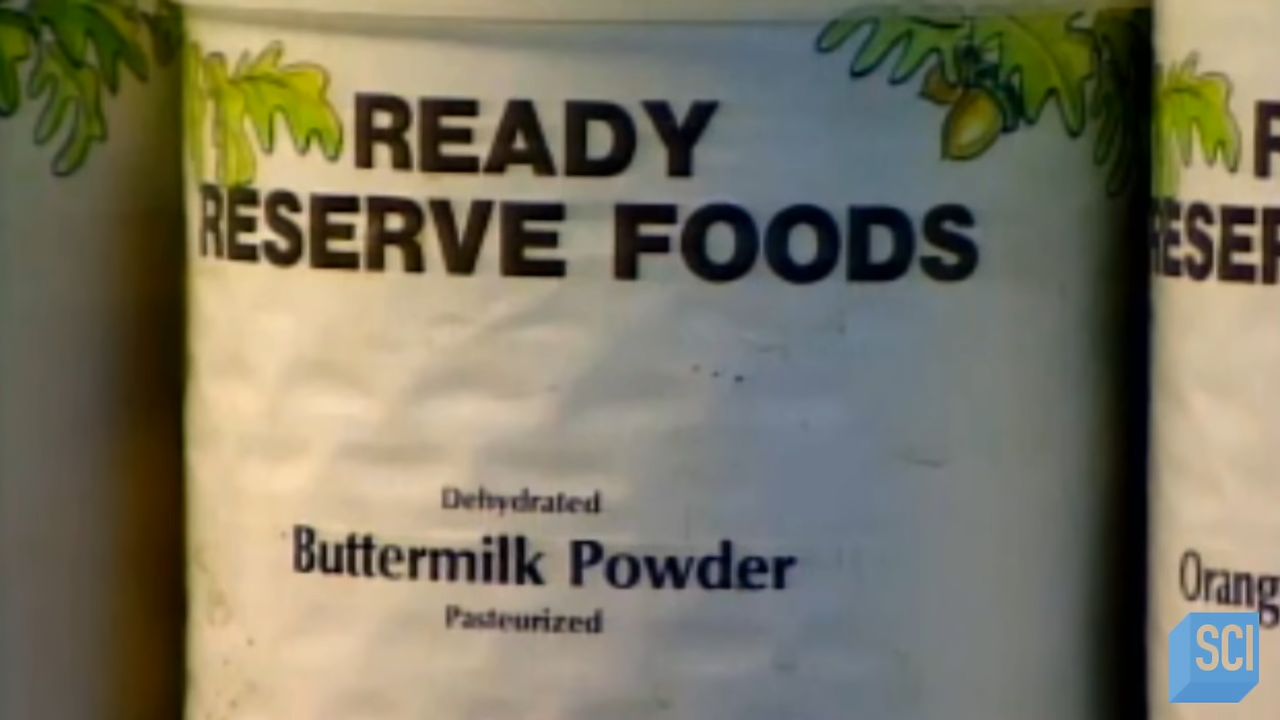 READY
RESERVE FOODS
Dehydrated
Buttermilk Powder
Pasteurized
SCI